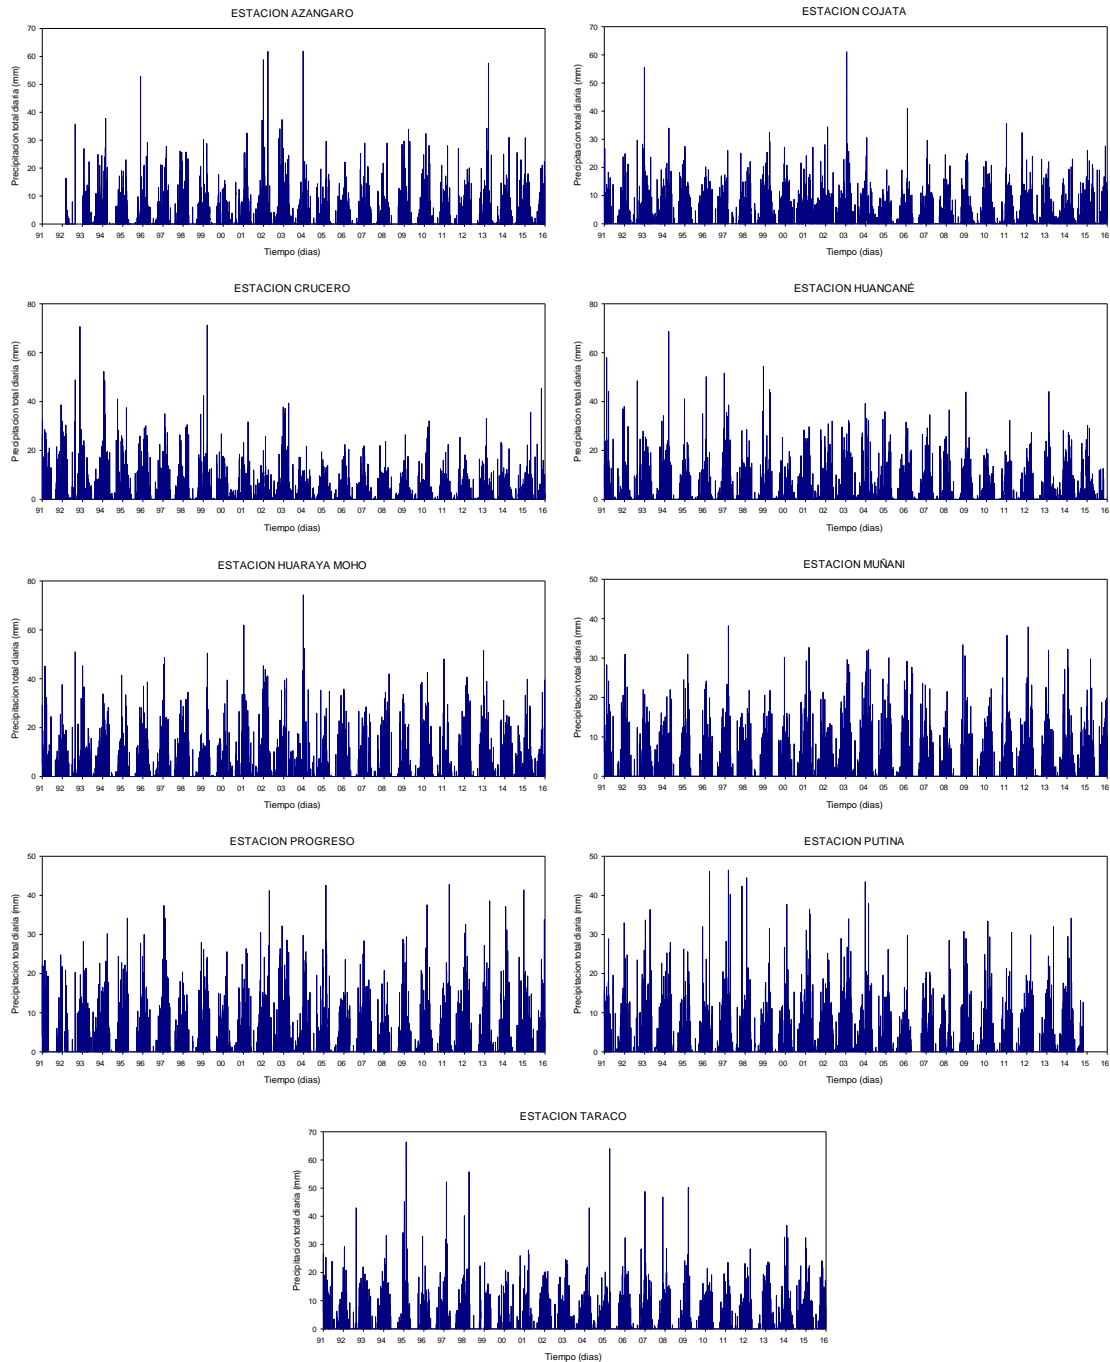 ESTACION AZANGARO
Precipitacion total diaria (mm)
70
60
50
40
30
20
10
0
91 92 93 94 95 96 97 98 99 00 01 02 03 04 05 06 07 08 09 10 11 12 13 14 15 16
Tiempo (dias)
ESTACION COJATA
Precipitacion total diaria (mm)
70
60
50
40
30
20
10
0
91 92 93 94 95 96 97 98 99 00 01 02 03 04 05 06 07 08 09 10 11 12 13 14 15 16
Tiempo (dias)
ESTACION CRUCERO
Precipitacion total diaria (mm)
80
60
40
20
0
91 92 93 94 95 96 97 98 99 00 01 02 03 04 05 06 07 08 09 10 11 12 13 14 15 16
Tiempo (dias)
ESTACION HUANCANÉ
Precipitacion total diaria (mm)
80
60
40
20
0
91 92 93 94 95 96 97 98 99 00 01 02 03 04 05 06 07 08 09 10 11 12 13 14 15 16
Tiempo (dias)
ESTACION HUARAYA MOHO
Precipitacion total diaria (mm)
80
60
40
20
0
91 92 93 94 95 96 97 98 99 00 01 02 03 04 05 06 07 08 09 10 11 12 13 14 15 16
Tiempo (dias)
ESTACION MUÑANI
Precipitacion total diaria (mm)
50
40
30
20
10
0
91 92 93 94 95 96 97 98 99 00 01 02 03 04 05 06 07 08 09 10 11 12 13 14 15 16
Tiempo (dias)
ESTACION PROGRESO
Precipitacion total diaria (mm)
50
40
30
20
10
0
91 92 93 94 95 96 97 98 99 00 01 02 03 04 05 06 07 08 09 10 11 12 13 14 15 16
Tiempo (dias)
ESTACION PUTINA
Precipitacion total diaria (mm)
50
40
30
20
10
0
91 92 93 94 95 96 97 98 99 00 01 02 03 04 05 06 07 08 09 10 11 12 13 14 15 16
Tiempo (dias)
ESTACION TARACO
Precipitacion total diaria (mm)
70
60
50
40
30
20
10
0
91 92 93 94 95 96 97 98 99 00 01 02 03 04 05 06 07 08 09 10 11 12 13 14 15 16
Tiempo (dias)